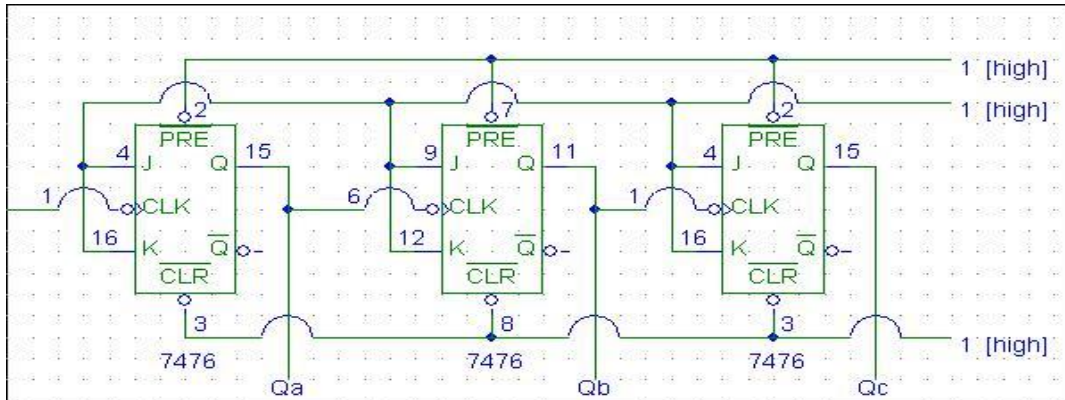 1 [high]
1 [high]
2 7 2
PRE PRE PRE
4 J Q 15 9 J Q 11 4 J Q 15
1 CLK 6 CLK 1 CLK
16 K Q 12 K Q 16 K Q
CLR CLR CLR
3 8 3
1 [high]
7476 7476 7476
Qa Qb Qc